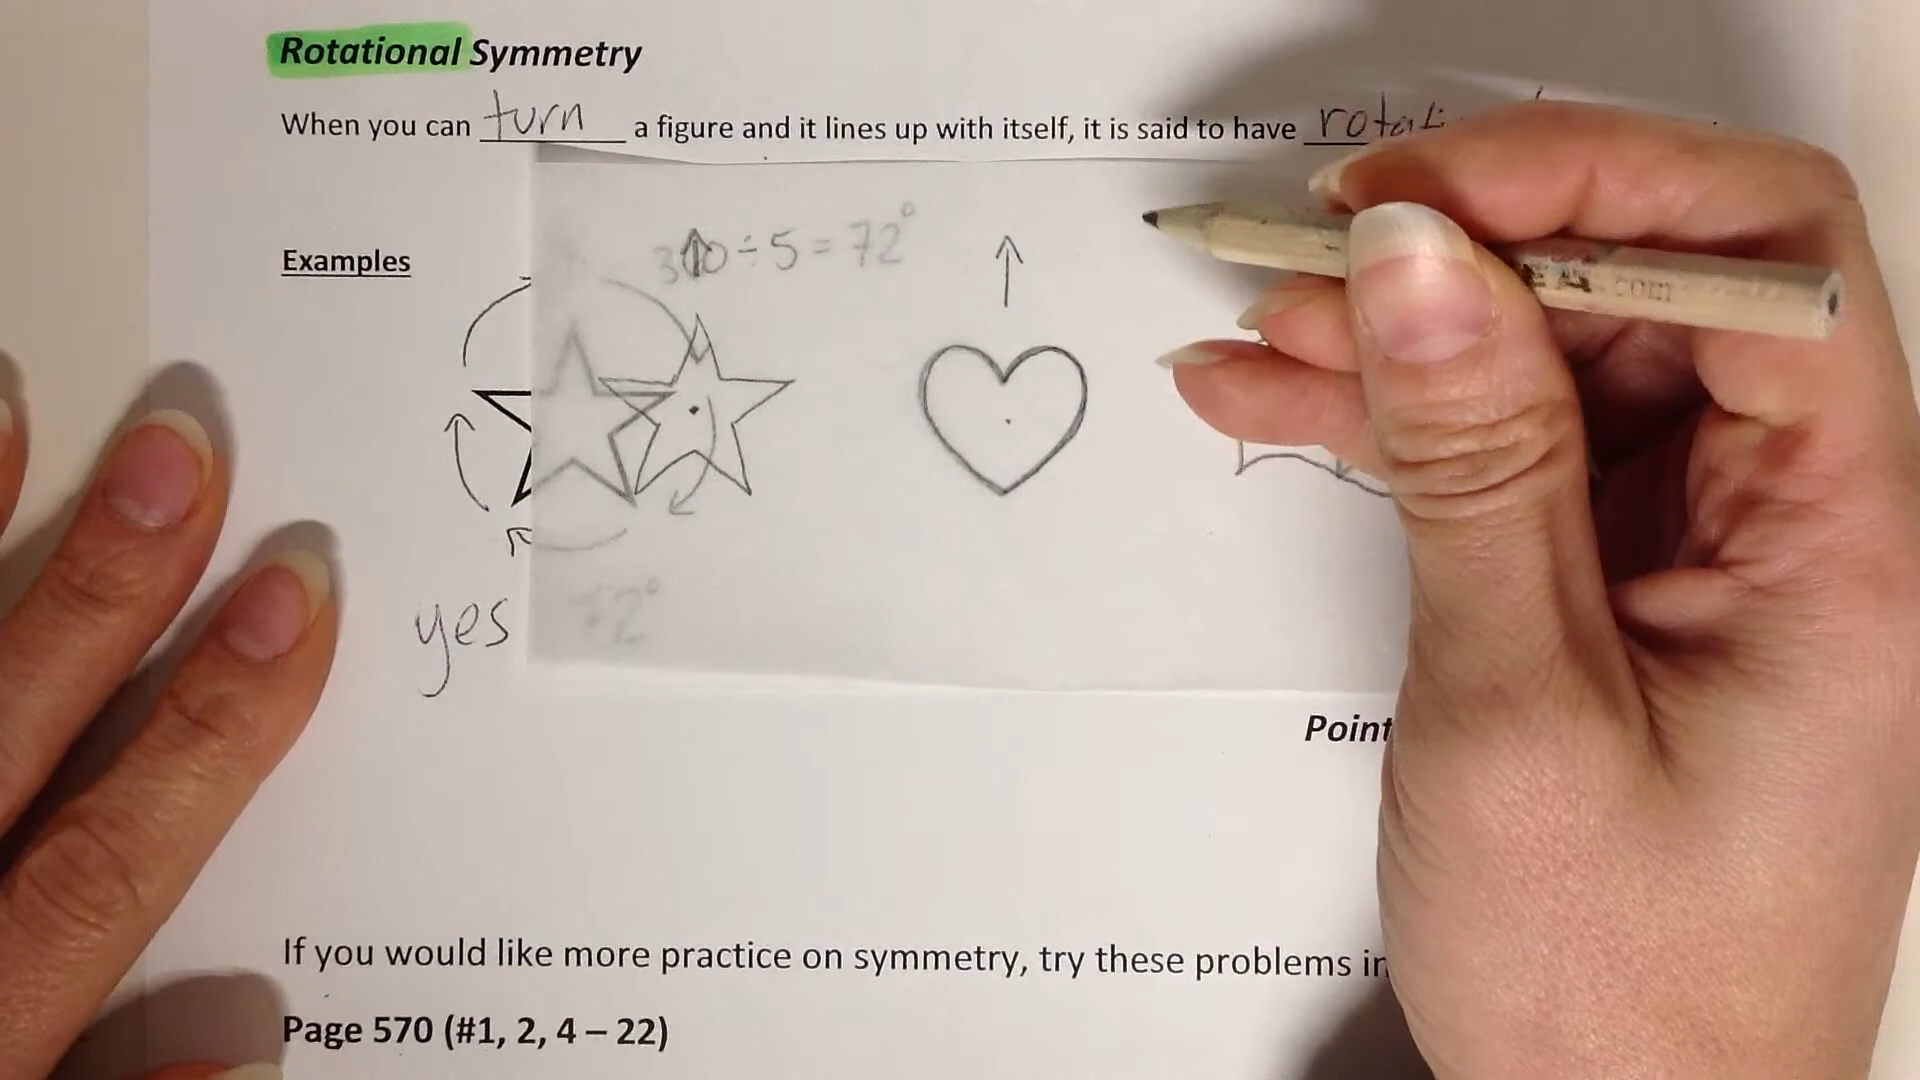 Rotational Symmetry
When you can turn a figure and it lines up with itself, it is said to have
÷ 5 = 72°
Examples
yes 72°
Point
If you would like more practice on symmetry, try these problems in
Page 570 (#1, 2, 4 – 22)